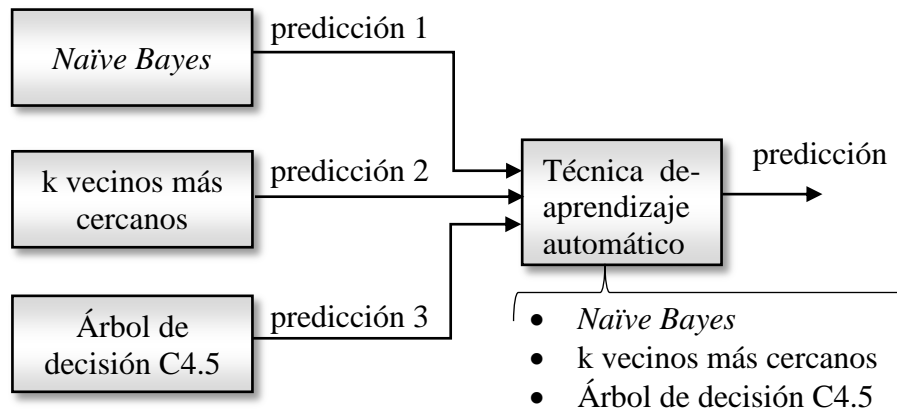 Naïve Bayes
predicción 1
k vecinos más
cercanos
predicción 2
Árbol de
decisión C4.5
predicción 3
Técnica de-
aprendizaje
automático
predicción
• Naïve Bayes
• k vecinos más cercanos
• Árbol de decisión C4.5